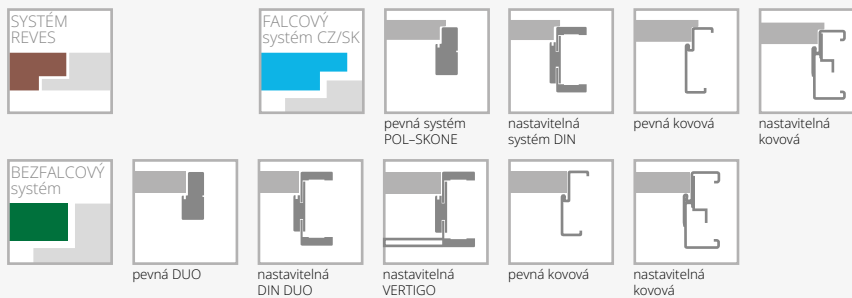 SYSTÉM
REVES
FALCOVÝ
systém CZ/SK
pevná systém
POL–SKONE
nastavitelná
systém DIN
pevná kovová
nastavitelná
kovová
BEZFALCOVÝ
systém
pevná DUO
nastavitelná
DIN DUO
nastavitelná
VERTIGO
pevná kovová
nastavitelná
kovová